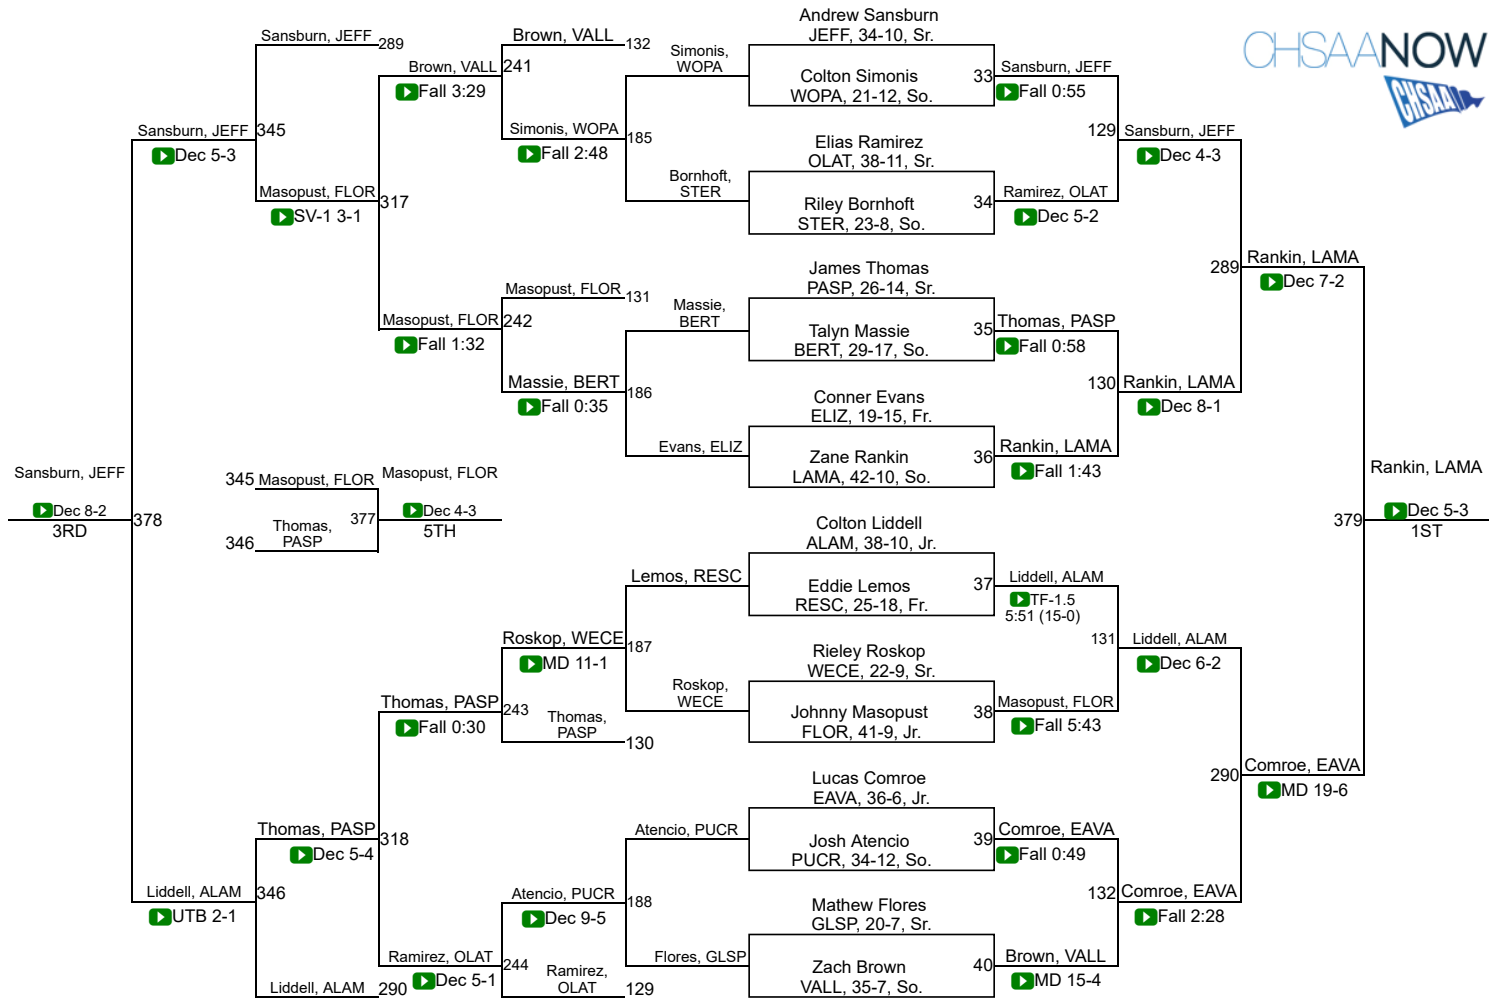 CHSAANOW
CHSAA
Andrew Sansburn
JEFF, 34-10, Sr.
Colton Simonis
WOPA, 21-12, So.
33
Elias Ramirez
OLAT, 38-11, Sr.
Riley Bornhoft
STER, 23-8, So.
34
James Thomas
PASP, 26-14, Sr.
Talyn Massie
BERT, 29-17, So.
35
Conner Evans
ELIZ, 19-15, Fr.
Zane Rankin
LAMA, 42-10, So.
36
Colton Liddell
ALAM, 38-10, Jr.
Eddie Lemos
RESC, 25-18, Fr.
37
Rieley Roskop
WECE, 22-9, Sr.
Johnny Masopust
FLOR, 41-9, Jr.
38
Lucas Comroe
EAVA, 36-6, Jr.
Josh Atencio
PUCR, 34-12, So.
39
Mathew Flores
GLSP, 20-7, Sr.
Zach Brown
VALL, 35-7, So.
40
Sansburn, JEFF
Fall 0:55
129
Ramirez, OLAT
Dec 5-2
Thomas, PASP
Fall 0:58
130
Rankin, LAMA
Fall 1:43
Liddell, ALAM
TF-1.5
5:51 (15-0)
131
Masopust, FLOR
Fall 5:43
Comroe, EAVA
Fall 0:49
132
Brown, VALL
MD 15-4
Sansburn, JEFF
Dec 4-3
289
Rankin, LAMA
Dec 8-1
Liddell, ALAM
Dec 6-2
290
Comroe, EAVA
Fall 2:28
Rankin, LAMA
Dec 7-2
379
Comroe, EAVA
MD 19-6
Rankin, LAMA
Dec 5-3
1ST
Simonis,
WOPA
185
Bornhoft,
STER
Massie,
BERT
186
Evans, ELIZ
Lemos, RESC
187
Roskop,
WECE
Atencio, PUCR
188
Flores, GLSP
Brown, VALL
132
241
Simonis, WOPA
Fall 2:48
Masopust, FLOR
131
242
Massie, BERT
Fall 0:35
Roskop, WECE
MD 11-1
243
Thomas,
PASP
130
Atencio, PUCR
Dec 9-5
244
Ramirez,
OLAT
129
Brown, VALL
Fall 3:29
317
Masopust, FLOR
Fall 1:32
Thomas, PASP
Fall 0:30
318
Ramirez, OLAT
Dec 5-1
Sansburn, JEFF
289
345
Masopust, FLOR
SV-1 3-1
Thomas, PASP
Dec 5-4
346
Liddell, ALAM
290
Sansburn, JEFF
Dec 5-3
378
Liddell, ALAM
UTB 2-1
Sansburn, JEFF
Dec 8-2
3RD
345
Masopust, FLOR
377
346
Thomas,
PASP
Masopust, FLOR
Dec 4-3
5TH